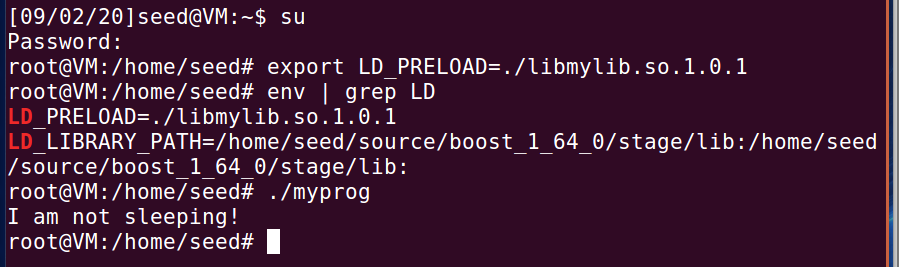 [09/02/20]seed@VM:~$ su
Password:
root@VM:/home/seed# export LD_PRELOAD=./libmylib.so.1.0.1
root@VM:/home/seed# env | grep LD
LD_PRELOAD=./libmylib.so.1.0.1
LD_LIBRARY_PATH=/home/seed/source/boost_1_64_0/stage/lib:/home/seed
/source/boost_1_64_0/stage/lib:
root@VM:/home/seed# ./myprog
I am not sleeping!
root@VM:/home/seed#